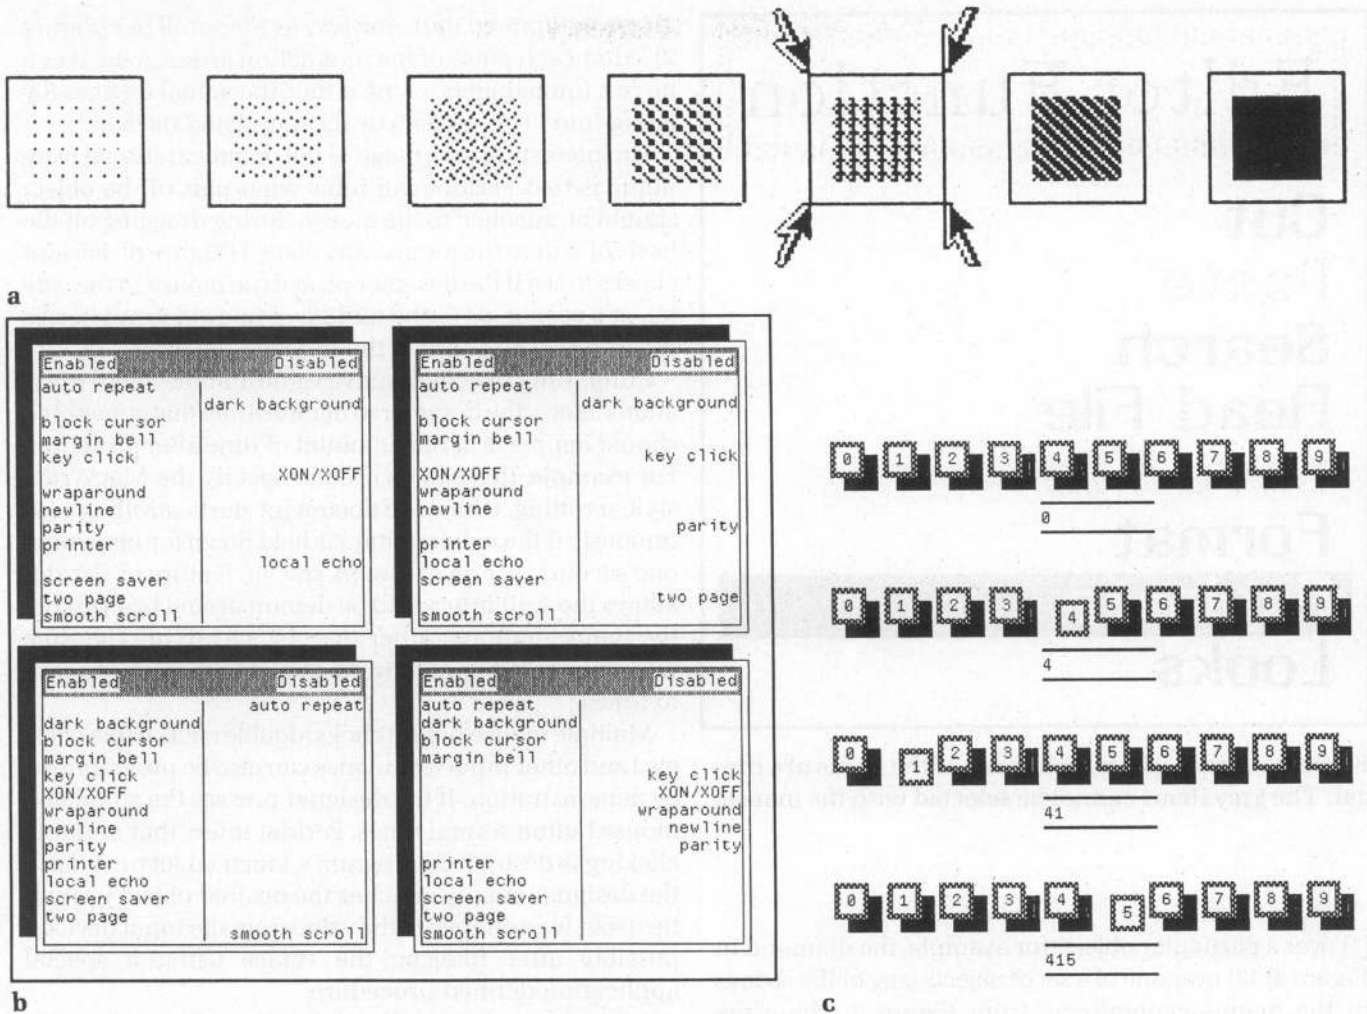 a
Enabled Disabled
auto repeat
dark background
block cursor
margin bell
key click
XON/XOFF
wraparound
newline
parity
printer
local echo
screen saver
two page
smooth scroll
Enabled Disabled
auto repeat
dark background
block cursor
margin bell
key click
XON/XOFF
wraparound
newline
parity
printer
local echo
screen saver
two page
smooth scroll
Enabled Disabled
auto repeat
dark background
block cursor
margin bell
key click
XON/XOFF
wraparound
newline
parity
printer
local echo
screen saver
two page
smooth scroll
Enabled Disabled
auto repeat
dark background
block cursor
margin bell
key click
XON/XOFF
wraparound
newline
parity
printer
local echo
screen saver
two page
smooth scroll
b
0 1 2 3 4 5 6 7 8 9
0
0 1 2 3 4 5 6 7 8 9
4
0 1 2 3 4 5 6 7 8 9
41
0 1 2 3 4 5 6 7 8 9
415
c